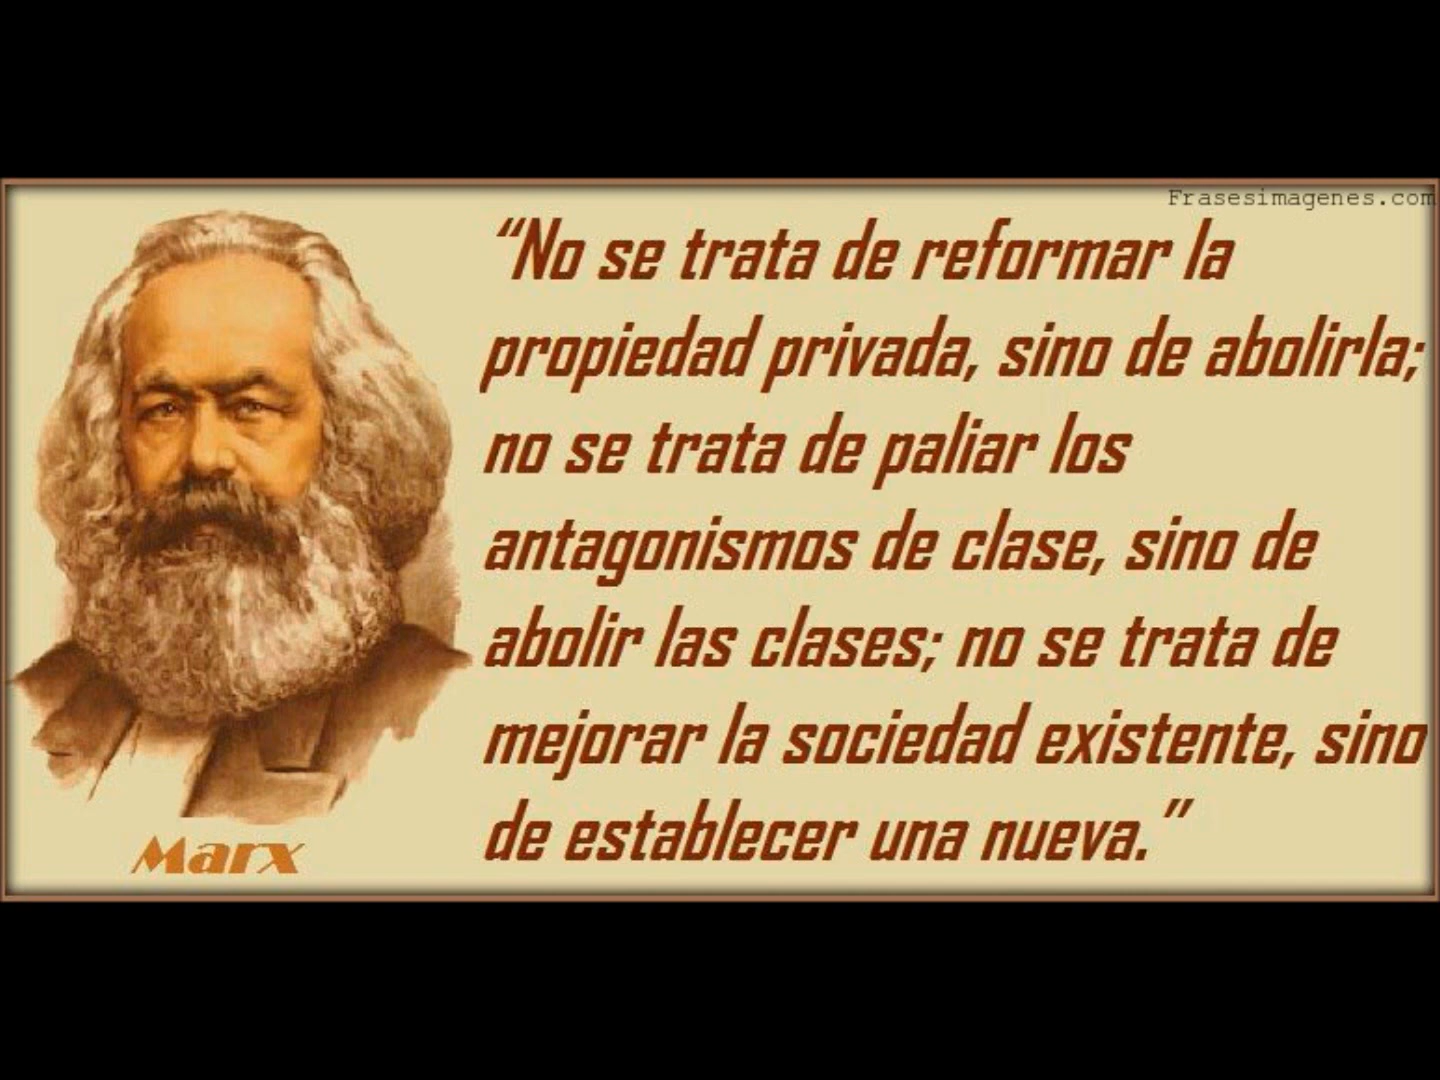 Frasesimagenes.com
“No se trata de reformar la
propiedad privada, sino de abolirla;
no se trata de paliar los
antagonismos de clase, sino de
abolir las clases; no se trata de
mejorar la sociedad existente, sino
de establecer una nueva.”
Marx